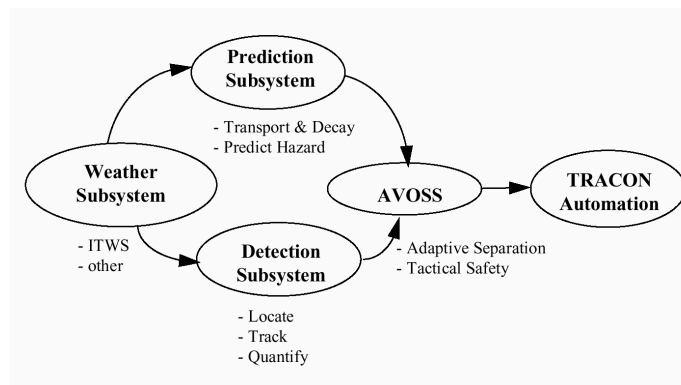 Prediction
Subsystem
- Transport & Decay
- Predict Hazard
Weather
Subsystem
- ITWS
- other
Detection
Subsystem
- Locate
- Track
- Quantify
AVOSS
- Adaptive Separation
- Tactical Safety
TRACON
Automation